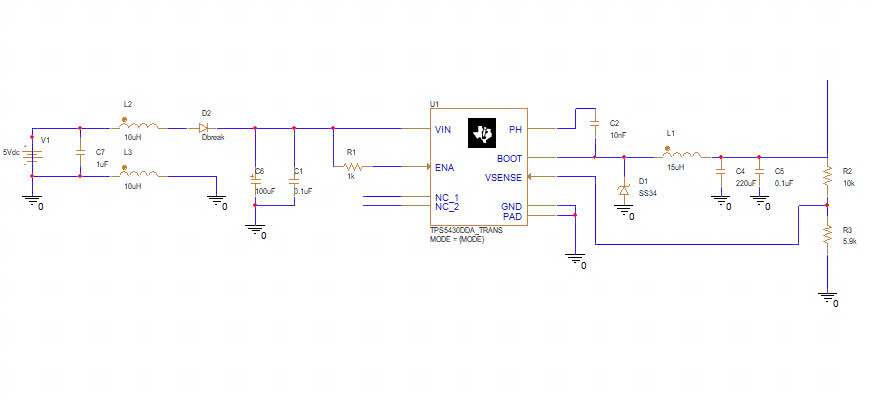 U1
L2
10uH
D2
Dbreak
V1
5Vdc
C7
1uF
L3
10uH
0
0
C6
100uF
C1
0.1uF
0
R1
1k
VIN
ENA
NC_1
NC_2
PH
BOOT
VSENSE
GND
PAD
TPS5430DDA_TRANS
MODE = {MODE}
C2
10nF
L1
15uH
D1
SS34
0
C4
220uF
0
C5
0.1uF
0
R2
10k
R3
5.9k
0
0